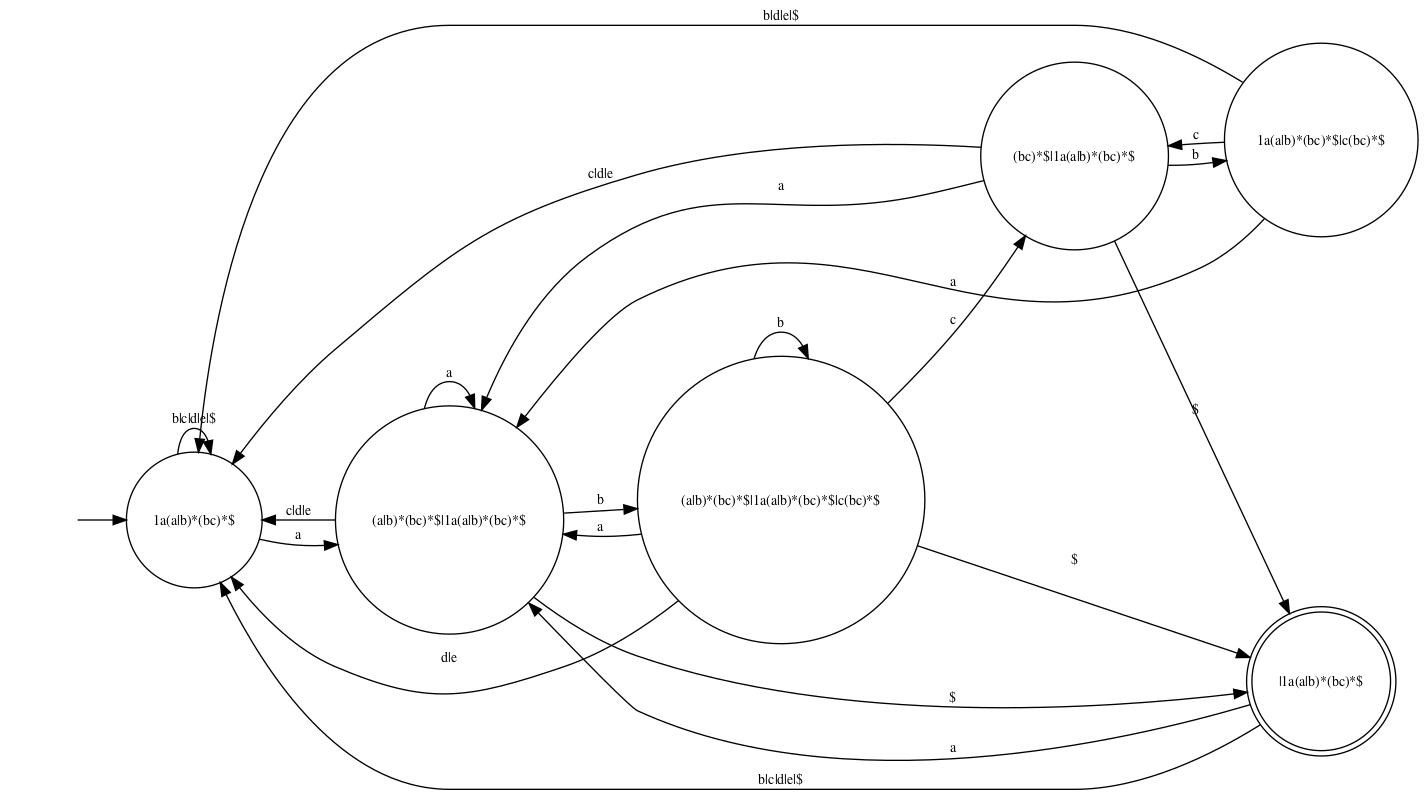 b|d|e|$
1a(a|b)*(bc)*$|c(bc)*$
c
(bc)*$|1a(a|b)*(bc)*$
b
c|d|e
a
a
c
b
a
b|c|d|e|$
$
b
(a|b)*(bc)*$|1a(a|b)*(bc)*$|c(bc)*$
c|d|e
1a(a|b)*(bc)*$
(a|b)*(bc)*$|1a(a|b)*(bc)*$
a
a
$
d|e
|1a(a|b)*(bc)*$
$
a
b|c|d|e|$